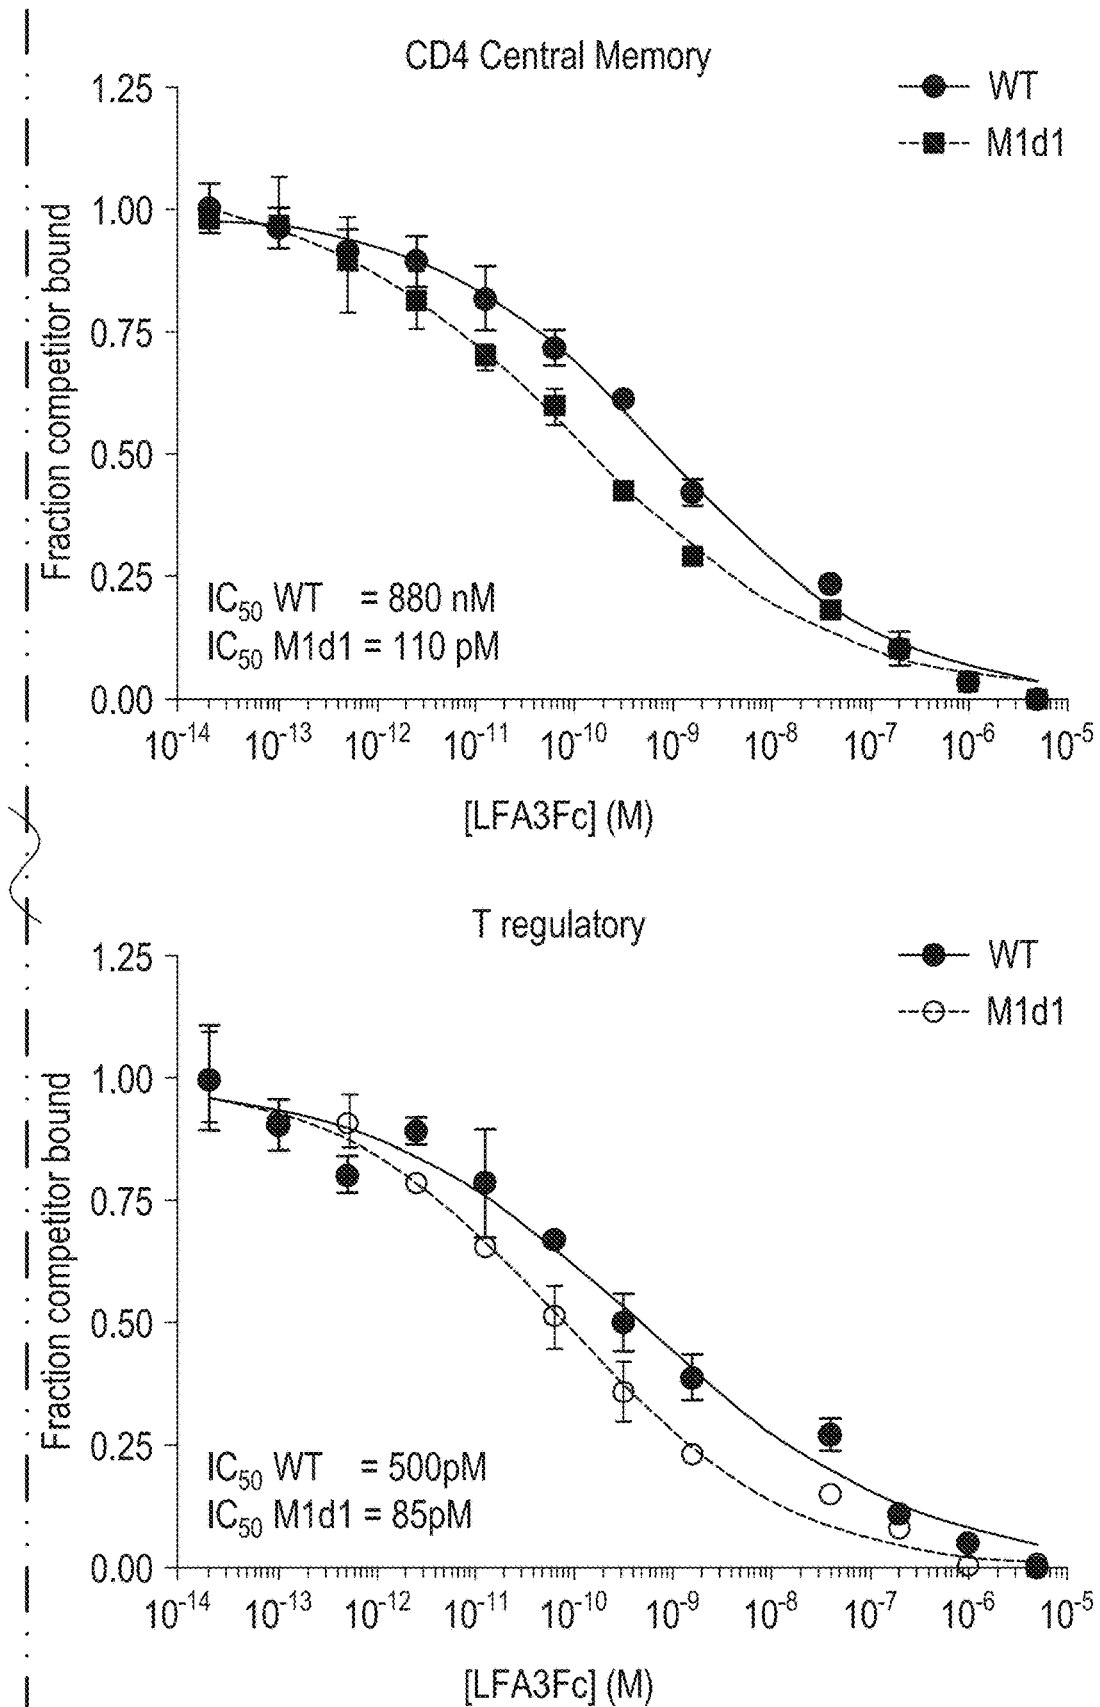 CD4 Central Memory
WT
M1d1
Fraction competitor bound
1.25
1.00
0.75
0.50
0.25
0.00
IC₅₀ WT = 880 nM
IC₅₀ M1d1 = 110 pM
10⁻¹⁴ 10⁻¹³ 10⁻¹² 10⁻¹¹ 10⁻¹⁰ 10⁻⁹ 10⁻⁸ 10⁻⁷ 10⁻⁶ 10⁻⁵
[LFA3Fc] (M)
T regulatory
WT
M1d1
Fraction competitor bound
1.25
1.00
0.75
0.50
0.25
0.00
IC₅₀ WT = 500pM
IC₅₀ M1d1 = 85pM
10⁻¹⁴ 10⁻¹³ 10⁻¹² 10⁻¹¹ 10⁻¹⁰ 10⁻⁹ 10⁻⁸ 10⁻⁷ 10⁻⁶ 10⁻⁵
[LFA3Fc] (M)